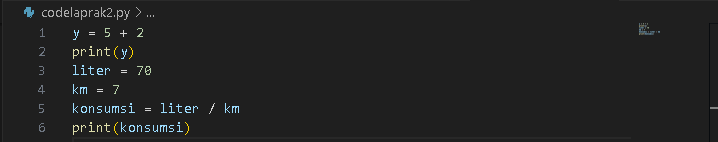 codelaprak2.py > ...
1 y = 5 + 2
2 print(y)
3 liter = 70
4 km = 7
5 konsumsi = liter / km
6 print(konsumsi)